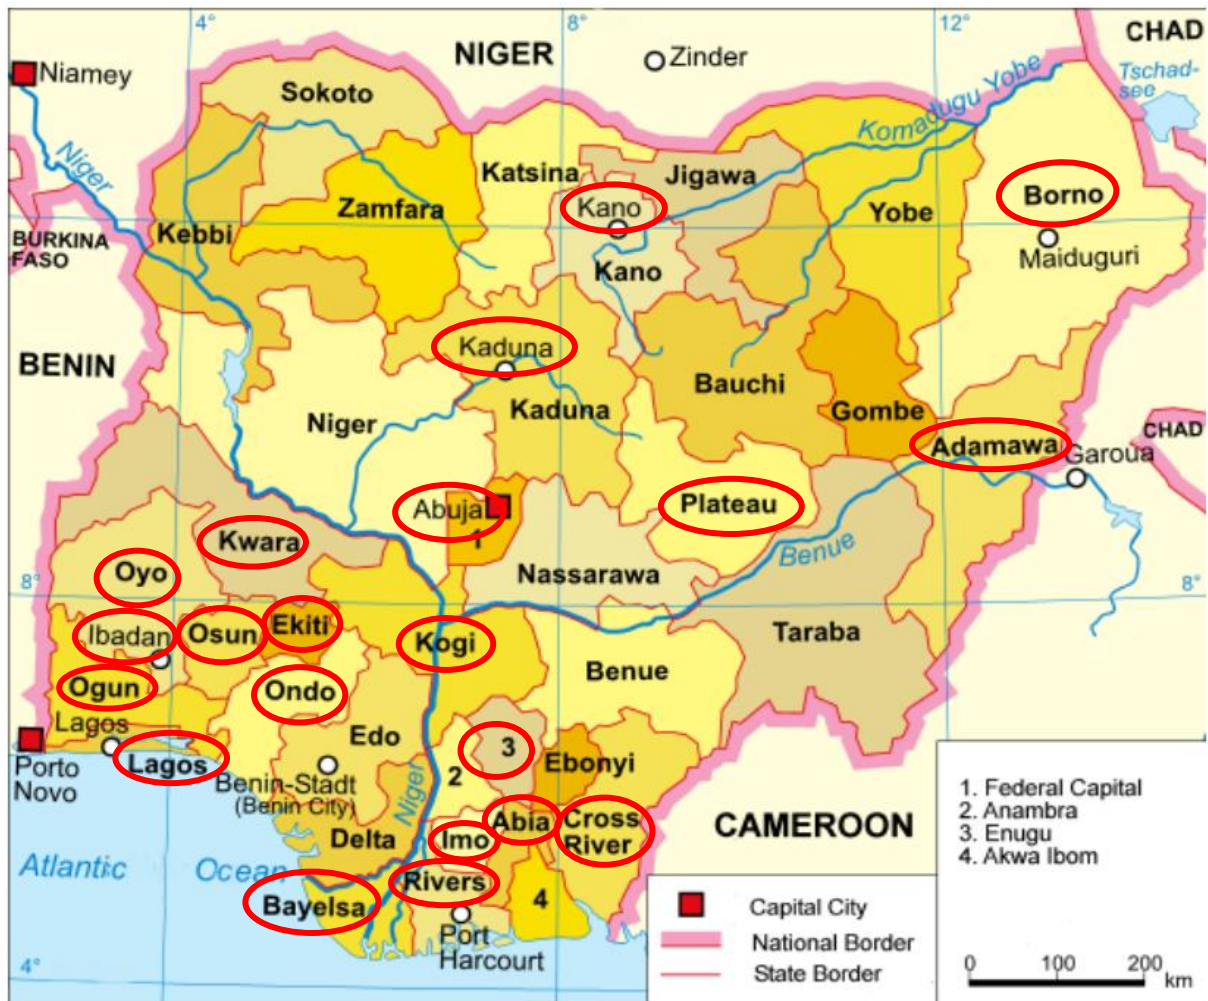 4°
8°
12°
CHAD
NIGER
Zinder
Niamey
Tschad-
see
Sokoto
Komadugu Yobe
Niger
Katsina
Jigawa
Borno
Kano
Zamfara
Yobe
Kebbi
BURKINA
FASO
Maiduguri
Kano
Kaduna
BENIN
Bauchi
Kaduna
Gombe
Niger
CHAD
Adamawa
Garoua
Plateau
Abuja
1
Kwara
Benue
Oyo
Nassarawa
8°
8°
Ekiti
Ibadan
Osun
Taraba
Kogi
Benue
Ogun
Ondo
Lagos
Edo
3
Ebonyi
Porto
Novo
Lagos
2
Benin-Stadt
(Benin City)
Niger
Abia
Cross
River
CAMEROON
Delta
Imo
Atlantic Ocean
Rivers
Bayelsa
4
Port
Harcourt
4°
1. Federal Capital
2. Anambra
3. Enugu
4. Akwa Ibom
Capital City
National Border
State Border
0 100 200 km